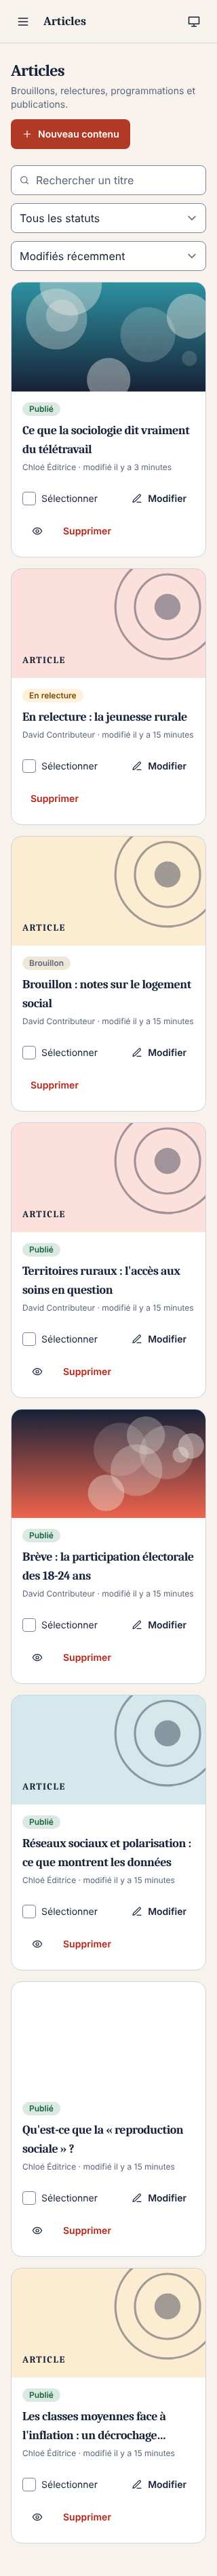 Articles
Articles
Brouillons, relectures, programmations et
publications.
Nouveau contenu
Rechercher un titre
Tous les statuts
Modifiés récemment
Publié
Ce que la sociologie dit vraiment
du télétravail
Chloé Éditrice · modifié il y a 3 minutes
Sélectionner
Modifier
Supprimer
ARTICLE
En relecture
En relecture : la jeunesse rurale
David Contributeur · modifié il y a 15 minutes
Sélectionner
Modifier
Supprimer
ARTICLE
Brouillon
Brouillon : notes sur le logement
social
David Contributeur · modifié il y a 15 minutes
Sélectionner
Modifier
Supprimer
ARTICLE
Publié
Territoires ruraux : l'accès aux
soins en question
David Contributeur · modifié il y a 15 minutes
Sélectionner
Modifier
Supprimer
Publié
Brève : la participation électorale
des 18-24 ans
David Contributeur · modifié il y a 15 minutes
Sélectionner
Modifier
Supprimer
ARTICLE
Publié
Réseaux sociaux et polarisation :
ce que montrent les données
Chloé Éditrice · modifié il y a 15 minutes
Sélectionner
Modifier
Supprimer
Publié
Qu'est-ce que la « reproduction
sociale » ?
Chloé Éditrice · modifié il y a 15 minutes
Sélectionner
Modifier
Supprimer
ARTICLE
Publié
Les classes moyennes face à
l'inflation : un décrochage...
Chloé Éditrice · modifié il y a 15 minutes
Sélectionner
Modifier
Supprimer